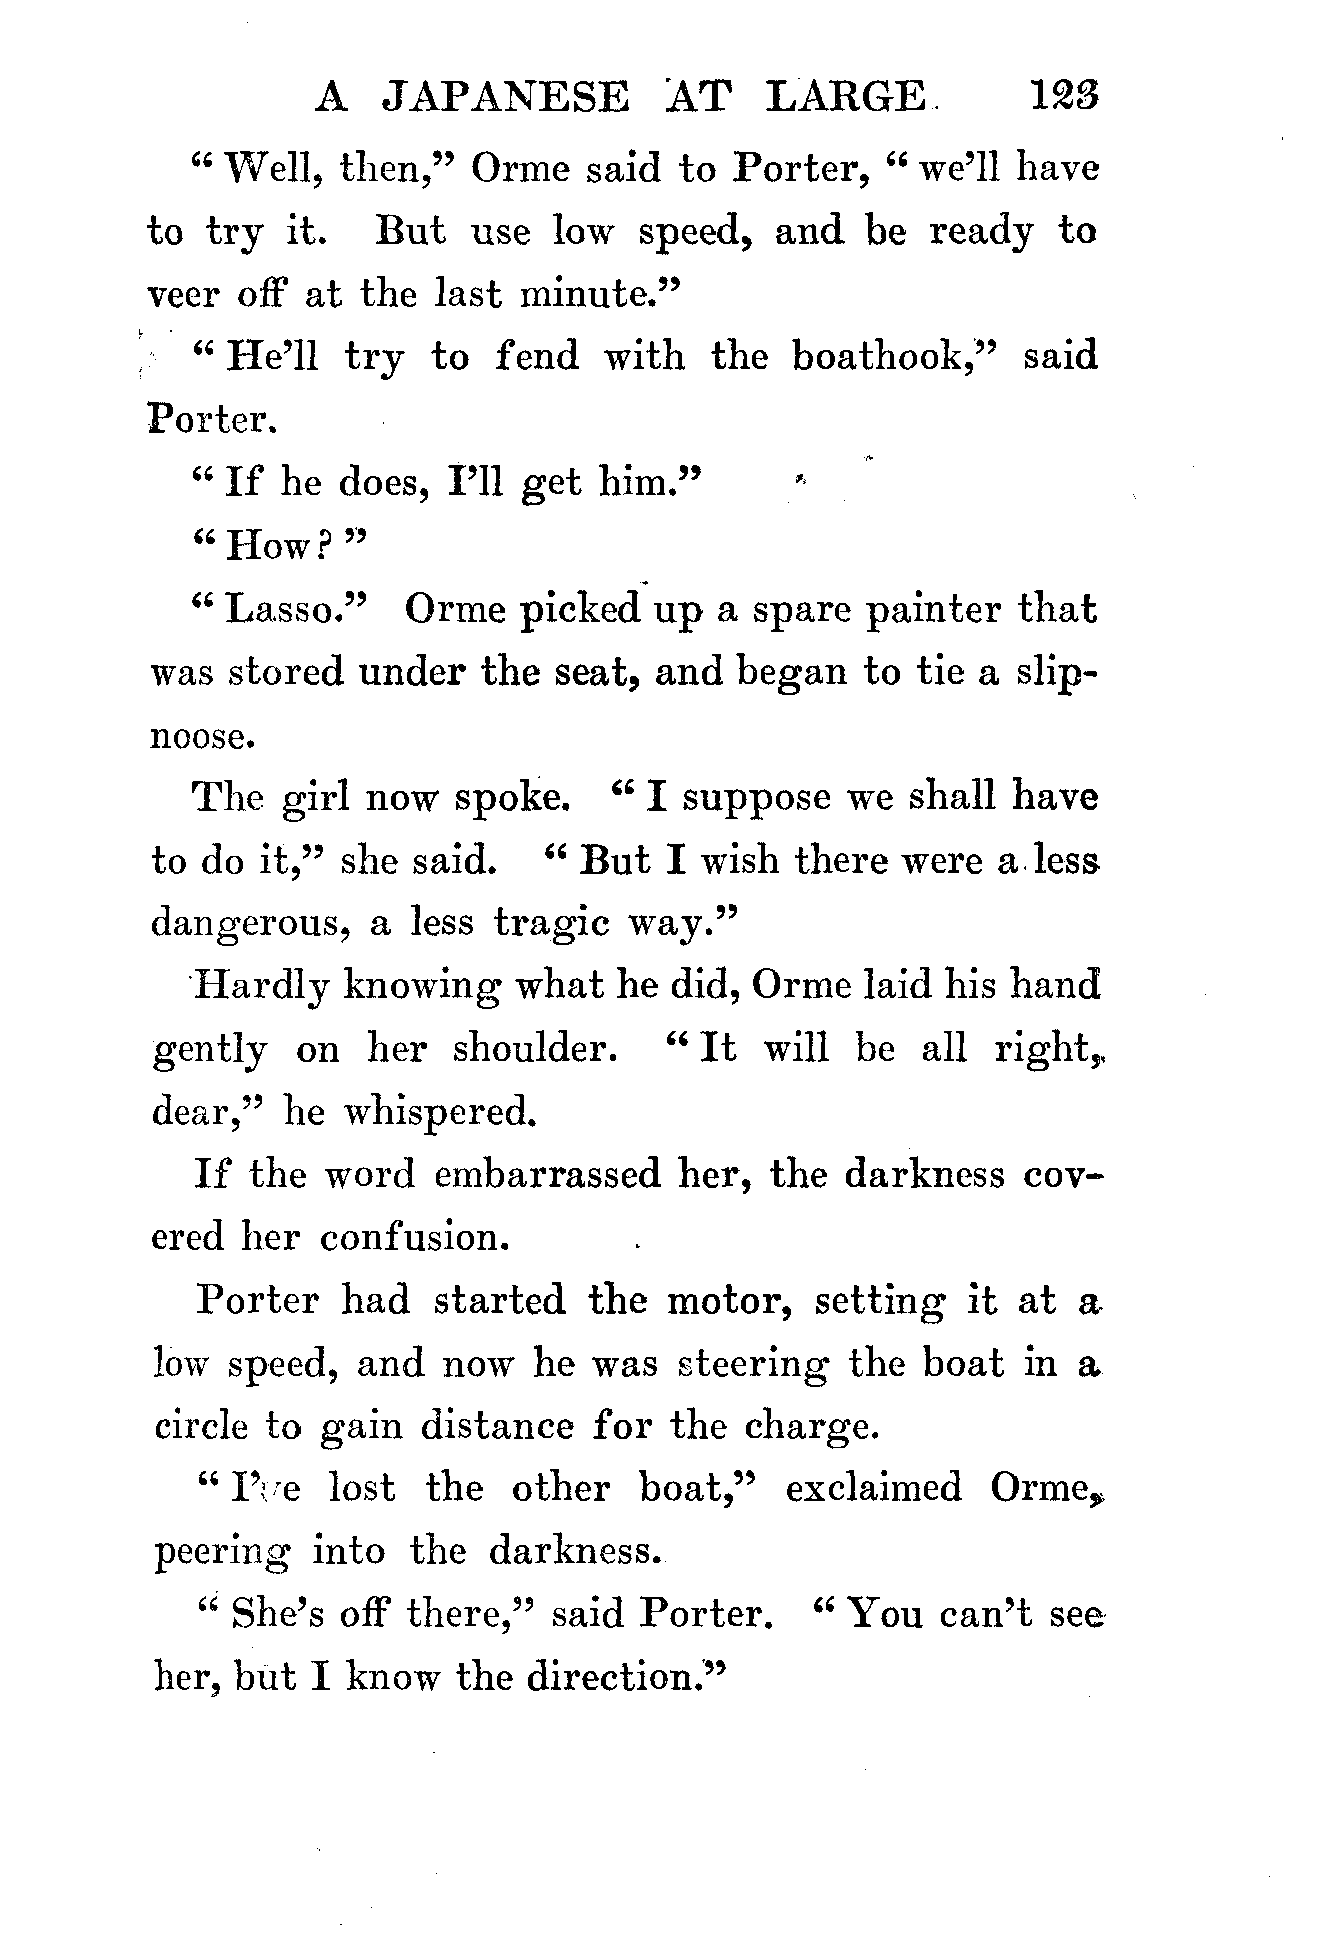 A JAPANESE AT LARGE. 123
“ Well, then,” Orme said to Porter, “ we’ll have
to try it. But use low speed, and be ready to
veer off at the last minute.”
“ He’ll try to fend with the boathook,” said
Porter.
“ If he does, I’ll get him.”
“ How? ”
“ Lasso.” Orme picked up a spare painter that
was stored under the seat, and began to tie a slip-
noose.
The girl now spoke. “ I suppose we shall have
to do it,” she said. “ But I wish there were a less
dangerous, a less tragic way.”
Hardly knowing what he did, Orme laid his hand
gently on her shoulder. “ It will be all right,
dear,” he whispered.
If the word embarrassed her, the darkness cov-
ered her confusion.
Porter had started the motor, setting it at a
low speed, and now he was steering the boat in a
circle to gain distance for the charge.
“ I’ve lost the other boat,” exclaimed Orme,
peering into the darkness.
“ She’s off there,” said Porter. “ You can’t see
her, but I know the direction.”